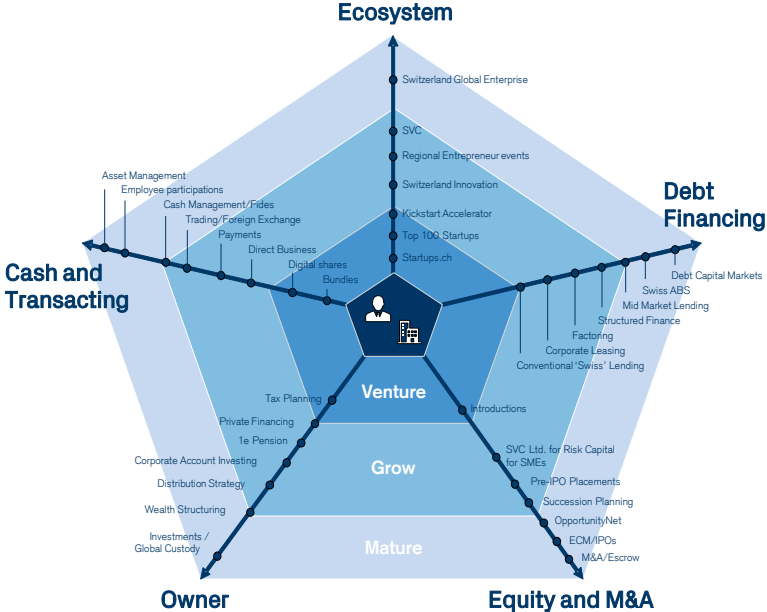 Ecosystem
Switzerland Global Enterprise
SVC
Regional Entrepreneur events
Switzerland Innovation
Kickstart Accelerator
Top 100 Startups
Startups.ch
Debt
Financing
Debt Capital Markets
Swiss ABS
Mid Market Lending
Structured Finance
Factoring
Corporate Leasing
Conventional 'Swiss' Lending
Asset Management
Employee participations
Cash Management/Fides
Trading/Foreign Exchange
Payments
Direct Business
Digital shares
Bundles
Cash and
Transacting
Venture
Grow
Mature
Tax Planning
Private Financing
1e Pension
Corporate Account Investing
Distribution Strategy
Wealth Structuring
Investments /
Global Custody
Owner
Introductions
SVC Ltd. for Risk Capital
for SMEs
Pre-IPO Placements
Succession Planning
OpportunityNet
ECM/IPOs
M&A/Escrow
Equity and M&A